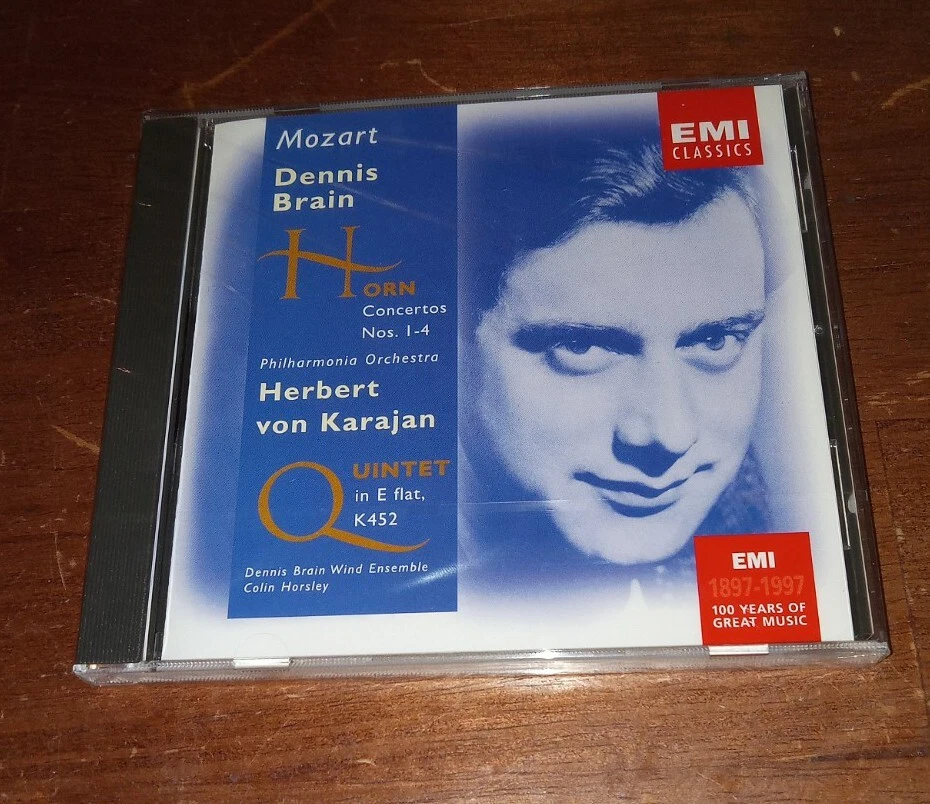 Mozart
Dennis
Brain
HORN
Concertos
Nos. 1-4
Philharmonia Orchestra
Herbert
von Karajan
QUINTET
in E flat,
K452
Dennis Brain Wind Ensemble
Colin Horsley
EMI
CLASSICS
EMI
1897-1997
100 YEARS OF
GREAT MUSIC